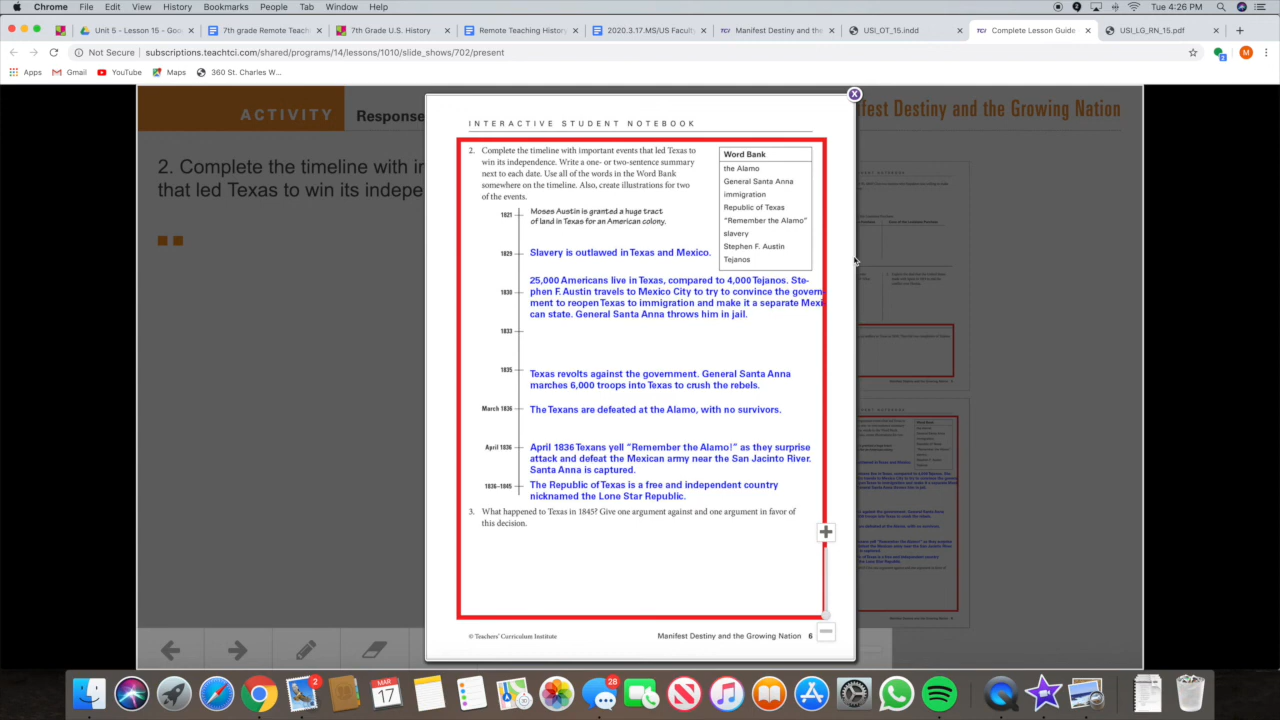 Chrome File Edit View History Bookmarks People Tab Window Help
Tue 4:26 PM
Unit 5 - Lesson 15 - Goo
7th grade Remote Teach
7th Grade U.S. History
Remote Teaching History
2020.3.17.MS/US Faculty
Manifest Destiny and the
USI_OT_15.indd
Complete Lesson Guide
USI_LG_RN_15.pdf
Not Secure | subscriptions.teachtci.com/shared/programs/14/lessons/1010/slide_shows/702/present
Apps Gmail YouTube Maps 360 St. Charles W...
ACTIVITY
Response
nifest Destiny and the Growing Nation
2. Complete the timeline with im
that led Texas to win its indepe
INTERACTIVE STUDENT NOTEBOOK
2. Complete the timeline with important events that led Texas to
win its independence. Write a one- or two-sentence summary
next to each date. Use all of the words in the Word Bank
somewhere on the timeline. Also, create illustrations for two
of the events.
Word Bank
the Alamo
General Santa Anna
immigration
Republic of Texas
“Remember the Alamo”
slavery
Stephen F. Austin
Tejanos
1821
Moses Austin is granted a huge tract
of land in Texas for an American colony.
1829
Slavery is outlawed in Texas and Mexico.
1830
25,000 Americans live in Texas, compared to 4,000 Tejanos. Ste-
phen F. Austin travels to Mexico City to try to convince the govern
ment to reopen Texas to immigration and make it a separate Mexi
can state. General Santa Anna throws him in jail.
1833
1835
Texas revolts against the government. General Santa Anna
marches 6,000 troops into Texas to crush the rebels.
March 1836
The Texans are defeated at the Alamo, with no survivors.
April 1836
April 1836 Texans yell “Remember the Alamo!” as they surprise
attack and defeat the Mexican army near the San Jacinto River.
Santa Anna is captured.
1836–1845
The Republic of Texas is a free and independent country
nicknamed the Lone Star Republic.
3. What happened to Texas in 1845? Give one argument against and one argument in favor of
this decision.
© Teachers’ Curriculum Institute
Manifest Destiny and the Growing Nation 6
MAR
17
2
28